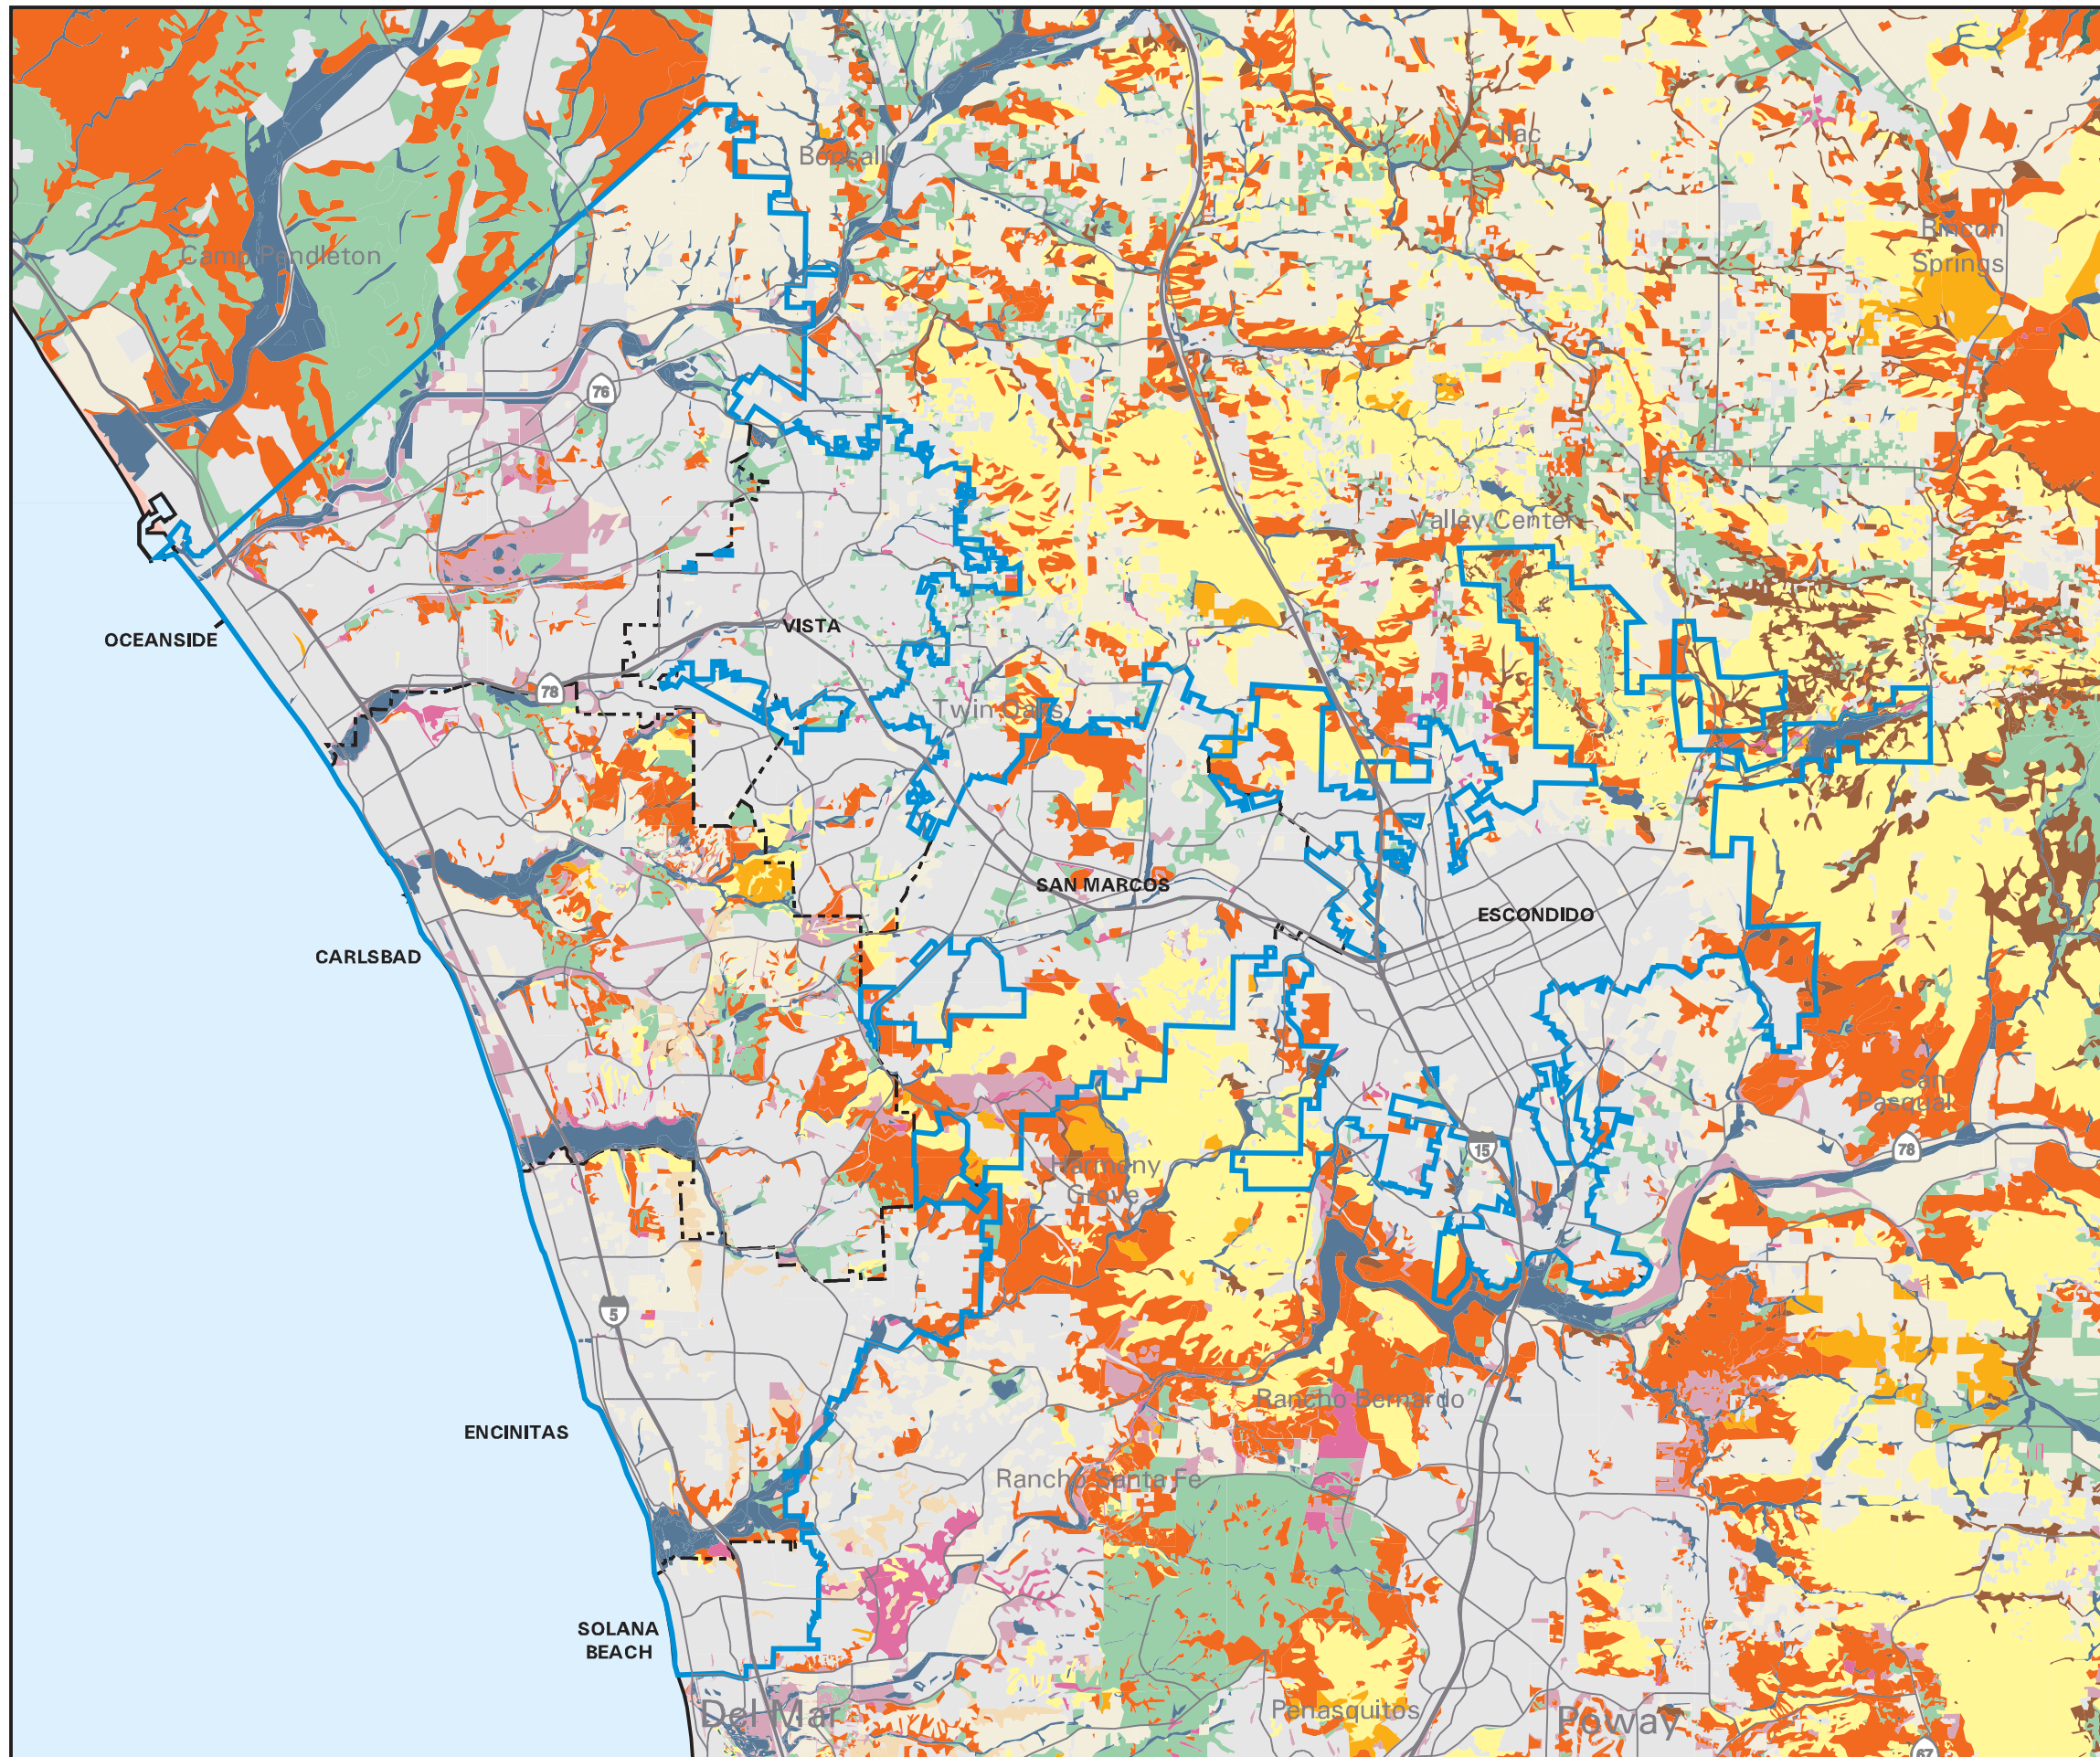 Lilac
Bonsall
Rincon
Springs
Camp Pendleton
76
Valley Center
OCEANSIDE
VISTA
78
Twin Oaks
SAN MARCOS
ESCONDIDO
CARLSBAD
San
Pasqual
15
78
Harmony
Grove
5
Rancho Bernardo
ENCINITAS
Rancho Santa Fe
SOLANA
BEACH
Del Mar
Penasquitos
Poway
67